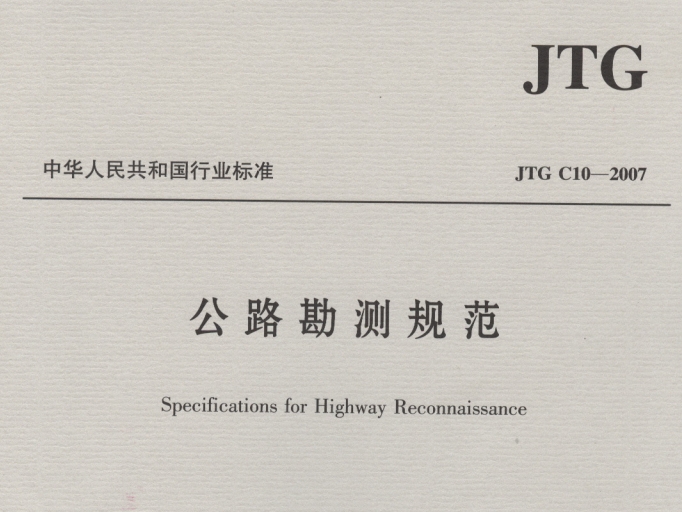 JTG
中华人民共和国行业标准 JTG C10—2007
公路勘测规范
Specifications for Highway Reconnaissance